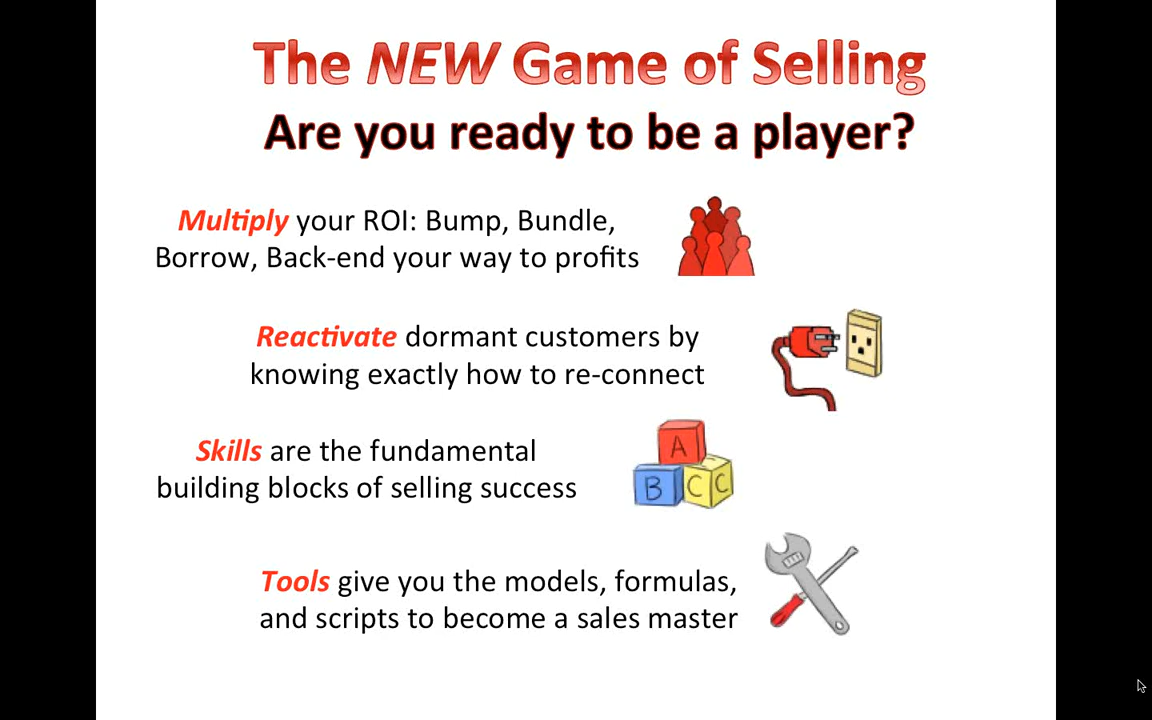 The NEW Game of Selling
Are you ready to be a player?
Multiply your ROI: Bump, Bundle,
Borrow, Back-end your way to profits
Reactivate dormant customers by
knowing exactly how to re-connect
Skills are the fundamental
building blocks of selling success
A
B C C
Tools give you the models, formulas,
and scripts to become a sales master